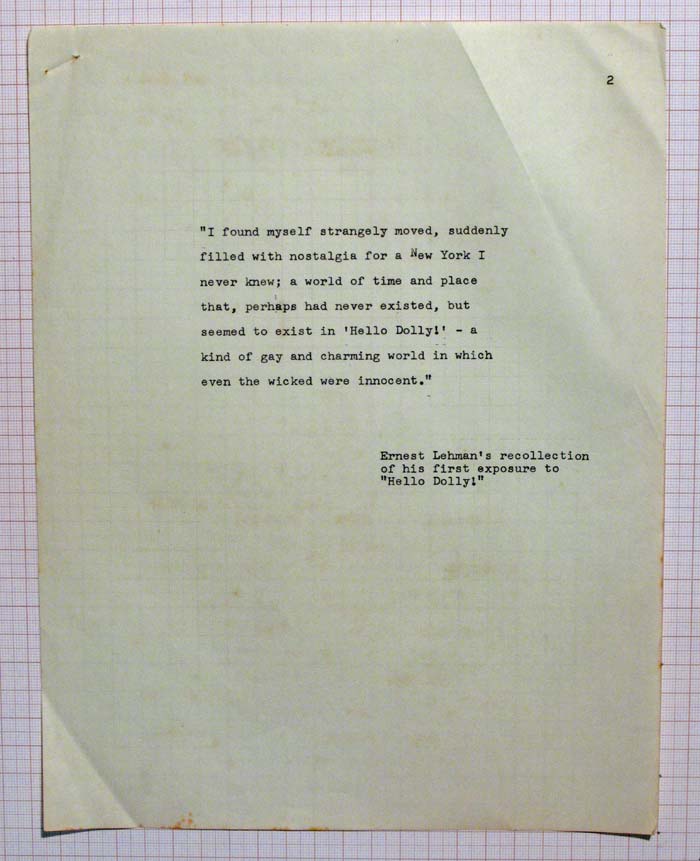 2
"I found myself strangely moved, suddenly
filled with nostalgia for a New York I
never knew; a world of time and place
that, perhaps had never existed, but
seemed to exist in 'Hello Dolly!' - a
kind of gay and charming world in which
even the wicked were innocent."
Ernest Lehman's recollection
of his first exposure to
"Hello Dolly!"